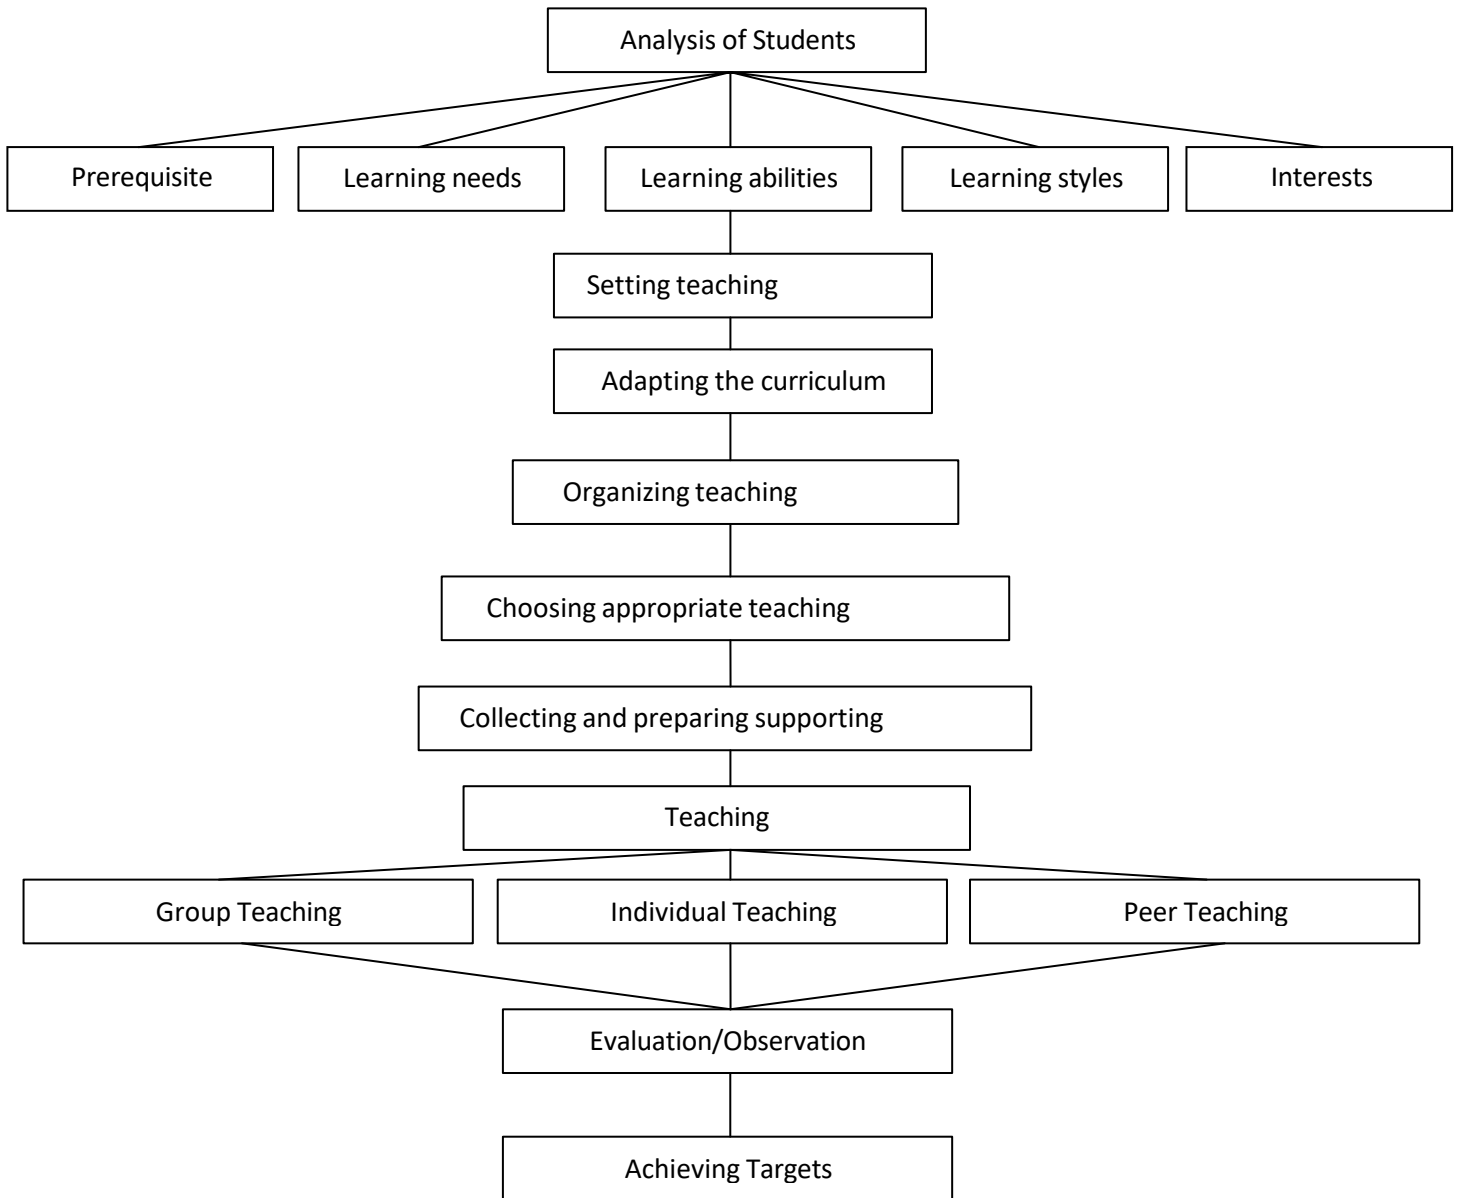 Analysis of Students
Prerequisite
Learning needs
Learning abilities
Learning styles
Interests
Setting teaching
Adapting the curriculum
Organizing teaching
Choosing appropriate teaching
Collecting and preparing supporting
Teaching
Group Teaching
Individual Teaching
Peer Teaching
Evaluation/Observation
Achieving Targets